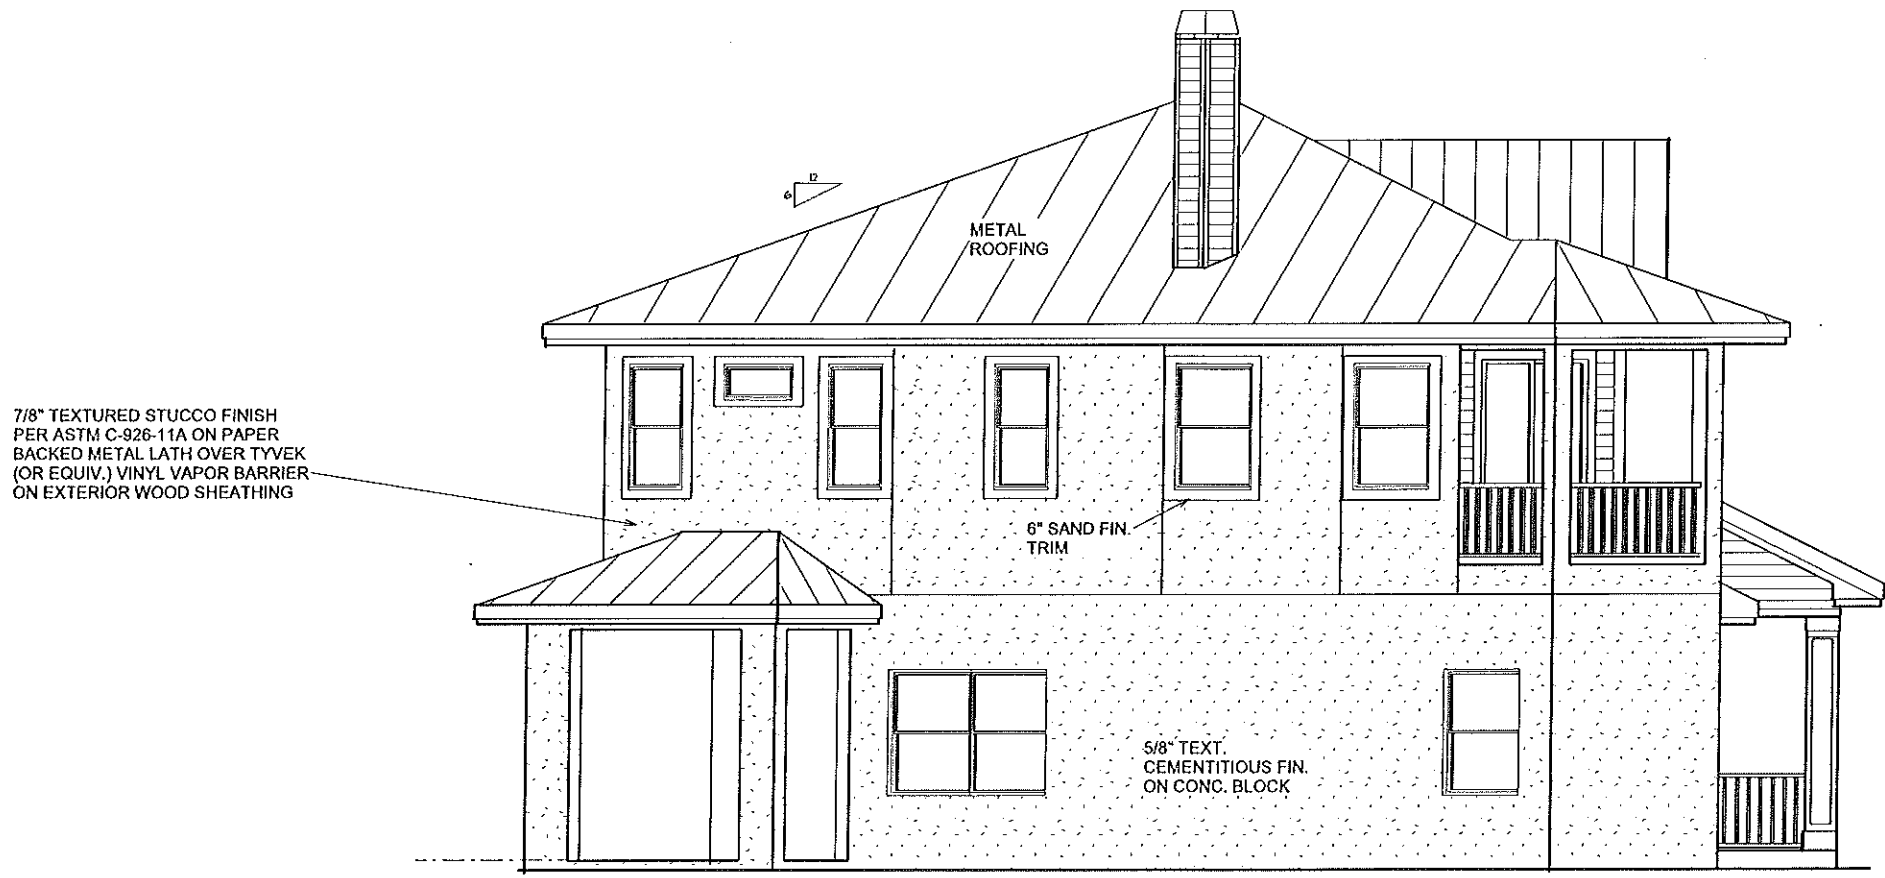 12
6
METAL
ROOFING
7/8" TEXTURED STUCCO FINISH
PER ASTM C-926-11A ON PAPER
BACKED METAL LATH OVER TYVEK
(OR EQUIV.) VINYL VAPOR BARRIER
ON EXTERIOR WOOD SHEATHING
6" SAND FIN.
TRIM
5/8" TEXT.
CEMENTITIOUS FIN.
ON CONC. BLOCK